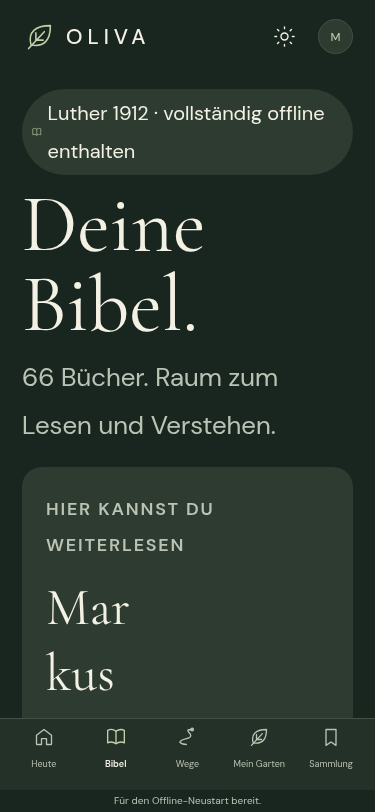 OLIVA
M
Luther 1912 · vollständig offline
enthalten
Deine
Bibel.
66 Bücher. Raum zum
Lesen und Verstehen.
HIER KANNST DU
WEITERLESEN
Mar
kus
Heute
Bibel
Wege
Mein Garten
Sammlung
Für den Offline-Neustart bereit.